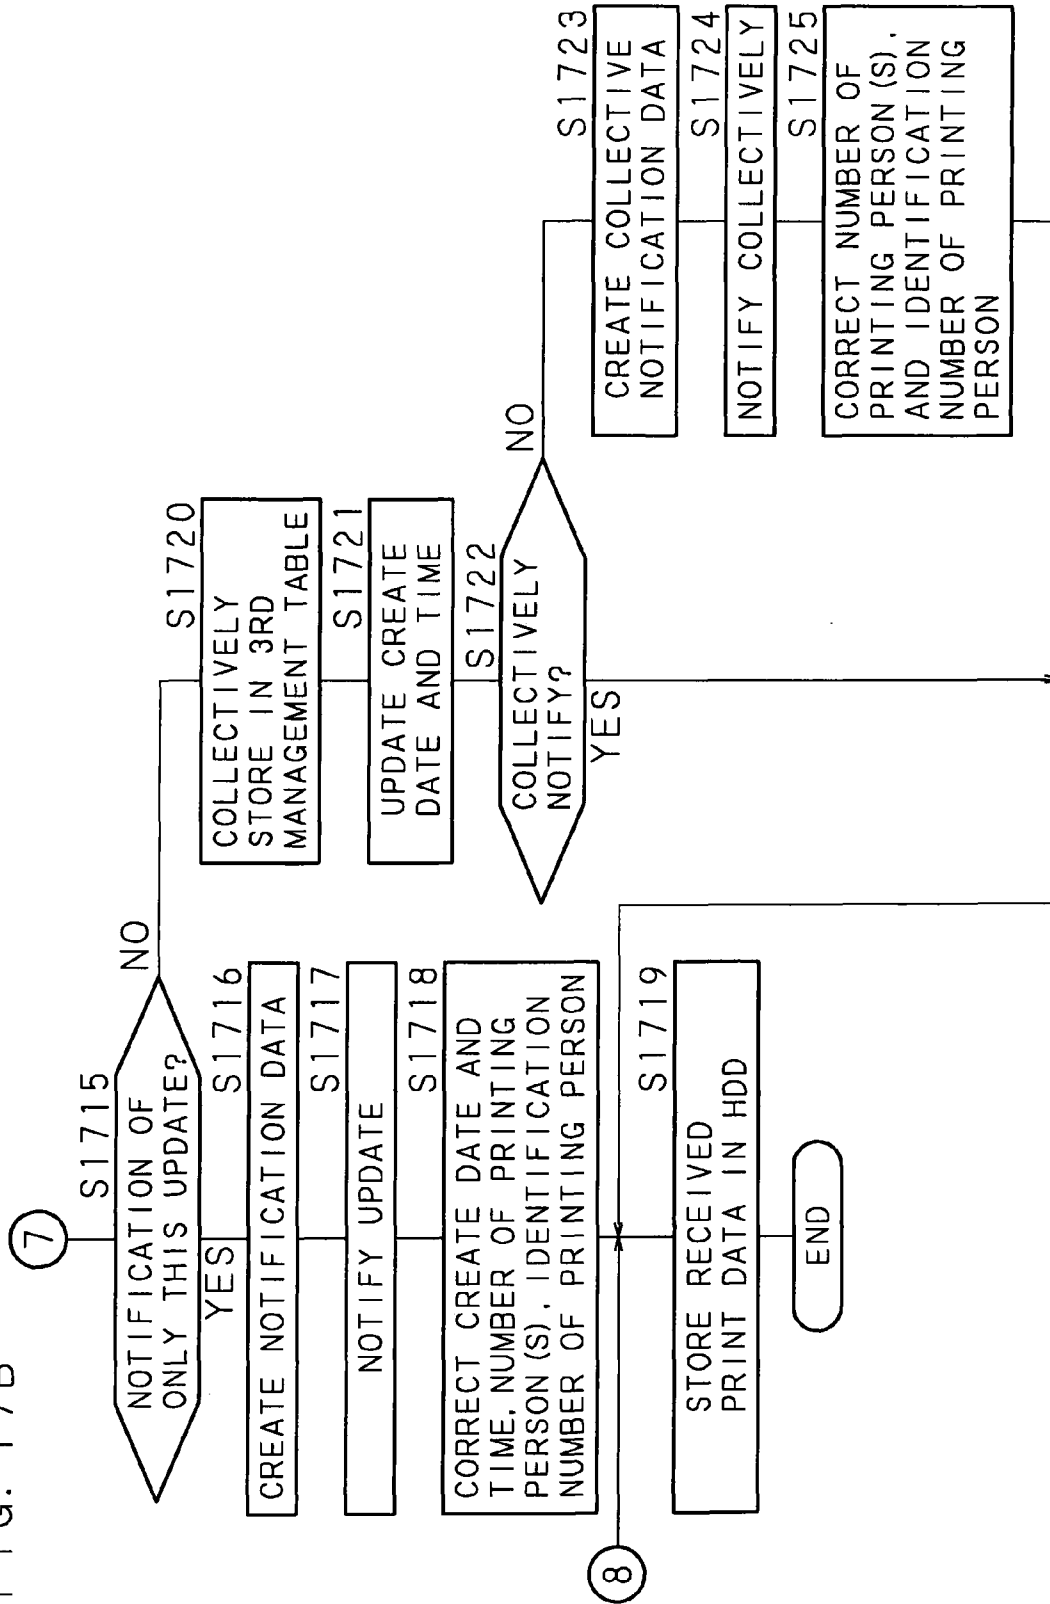 FIG. 17B
7
S1715
NOTIFICATION OF
ONLY THIS UPDATE?
NO
YES
S1716
CREATE NOTIFICATION DATA
S1717
NOTIFY UPDATE
S1718
CORRECT CREATE DATE AND
TIME, NUMBER OF PRINTING
PERSON(S), IDENTIFICATION
NUMBER OF PRINTING PERSON
8
S1719
STORE RECEIVED
PRINT DATA IN HDD
END
S1720
COLLECTIVELY
STORE IN 3RD
MANAGEMENT TABLE
S1721
UPDATE CREATE
DATE AND TIME
S1722
COLLECTIVELY
NOTIFY?
NO
YES
S1723
CREATE COLLECTIVE
NOTIFICATION DATA
S1724
NOTIFY COLLECTIVELY
S1725
CORRECT NUMBER OF
PRINTING PERSON(S),
AND IDENTIFICATION
NUMBER OF PRINTING
PERSON